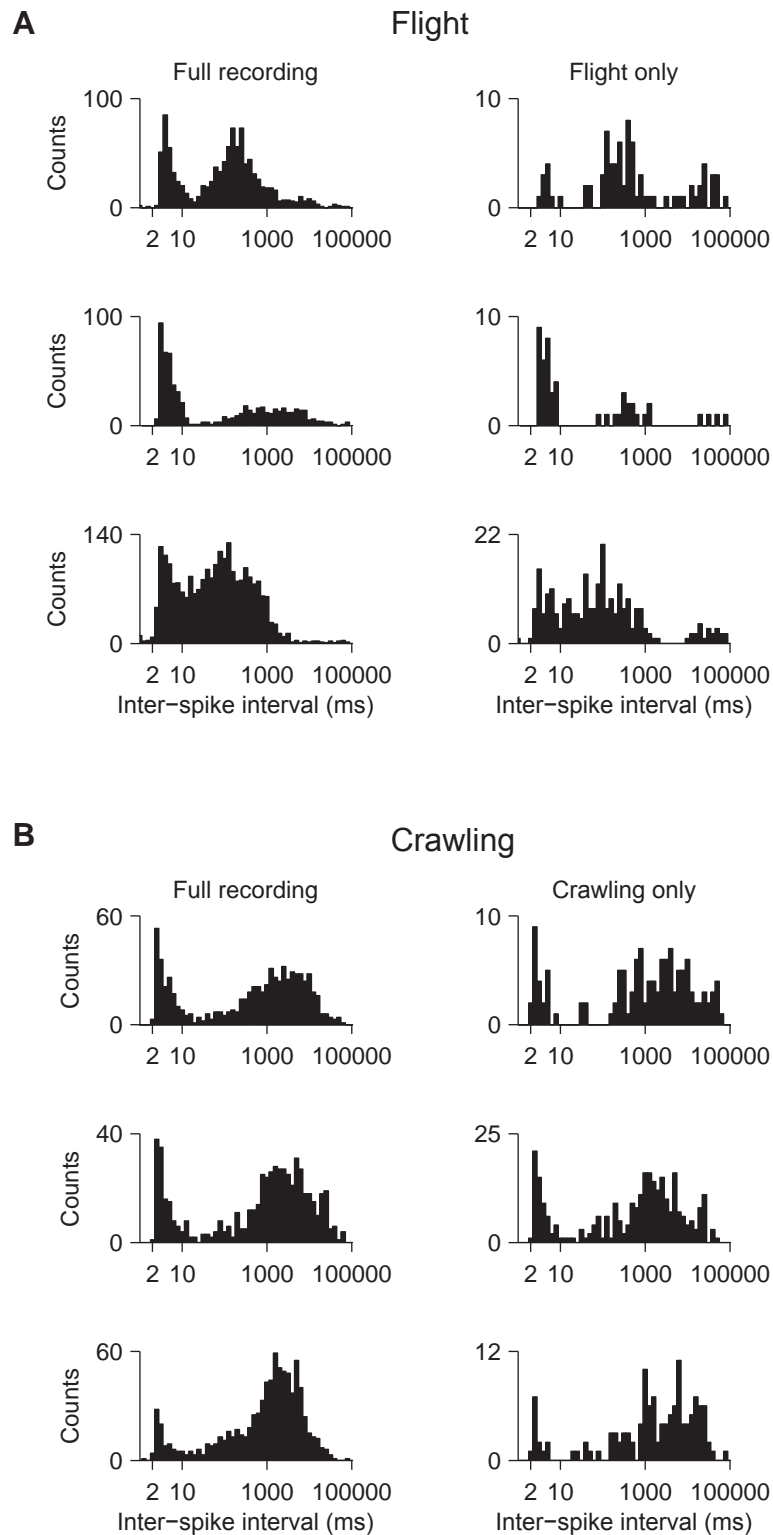 A
Flight
Full recording
Flight only
100
Counts
0
2 10 1000 100000
10
0
2 10 1000 100000
100
Counts
0
2 10 1000 100000
10
0
2 10 1000 100000
140
Counts
0
2 10 1000 100000
Inter−spike interval (ms)
22
0
2 10 1000 100000
Inter−spike interval (ms)
B
Crawling
Full recording
Crawling only
60
Counts
0
2 10 1000 100000
10
0
2 10 1000 100000
40
Counts
0
2 10 1000 100000
25
0
2 10 1000 100000
60
Counts
0
2 10 1000 100000
Inter−spike interval (ms)
12
0
2 10 1000 100000
Inter−spike interval (ms)